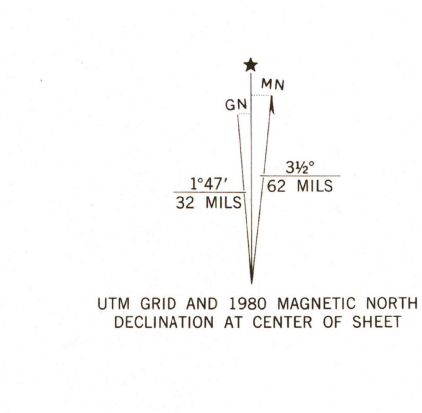 ★
MN
GN
1°47′
32 MILS
3½°
62 MILS
UTM GRID AND 1980 MAGNETIC NORTH
DECLINATION AT CENTER OF SHEET